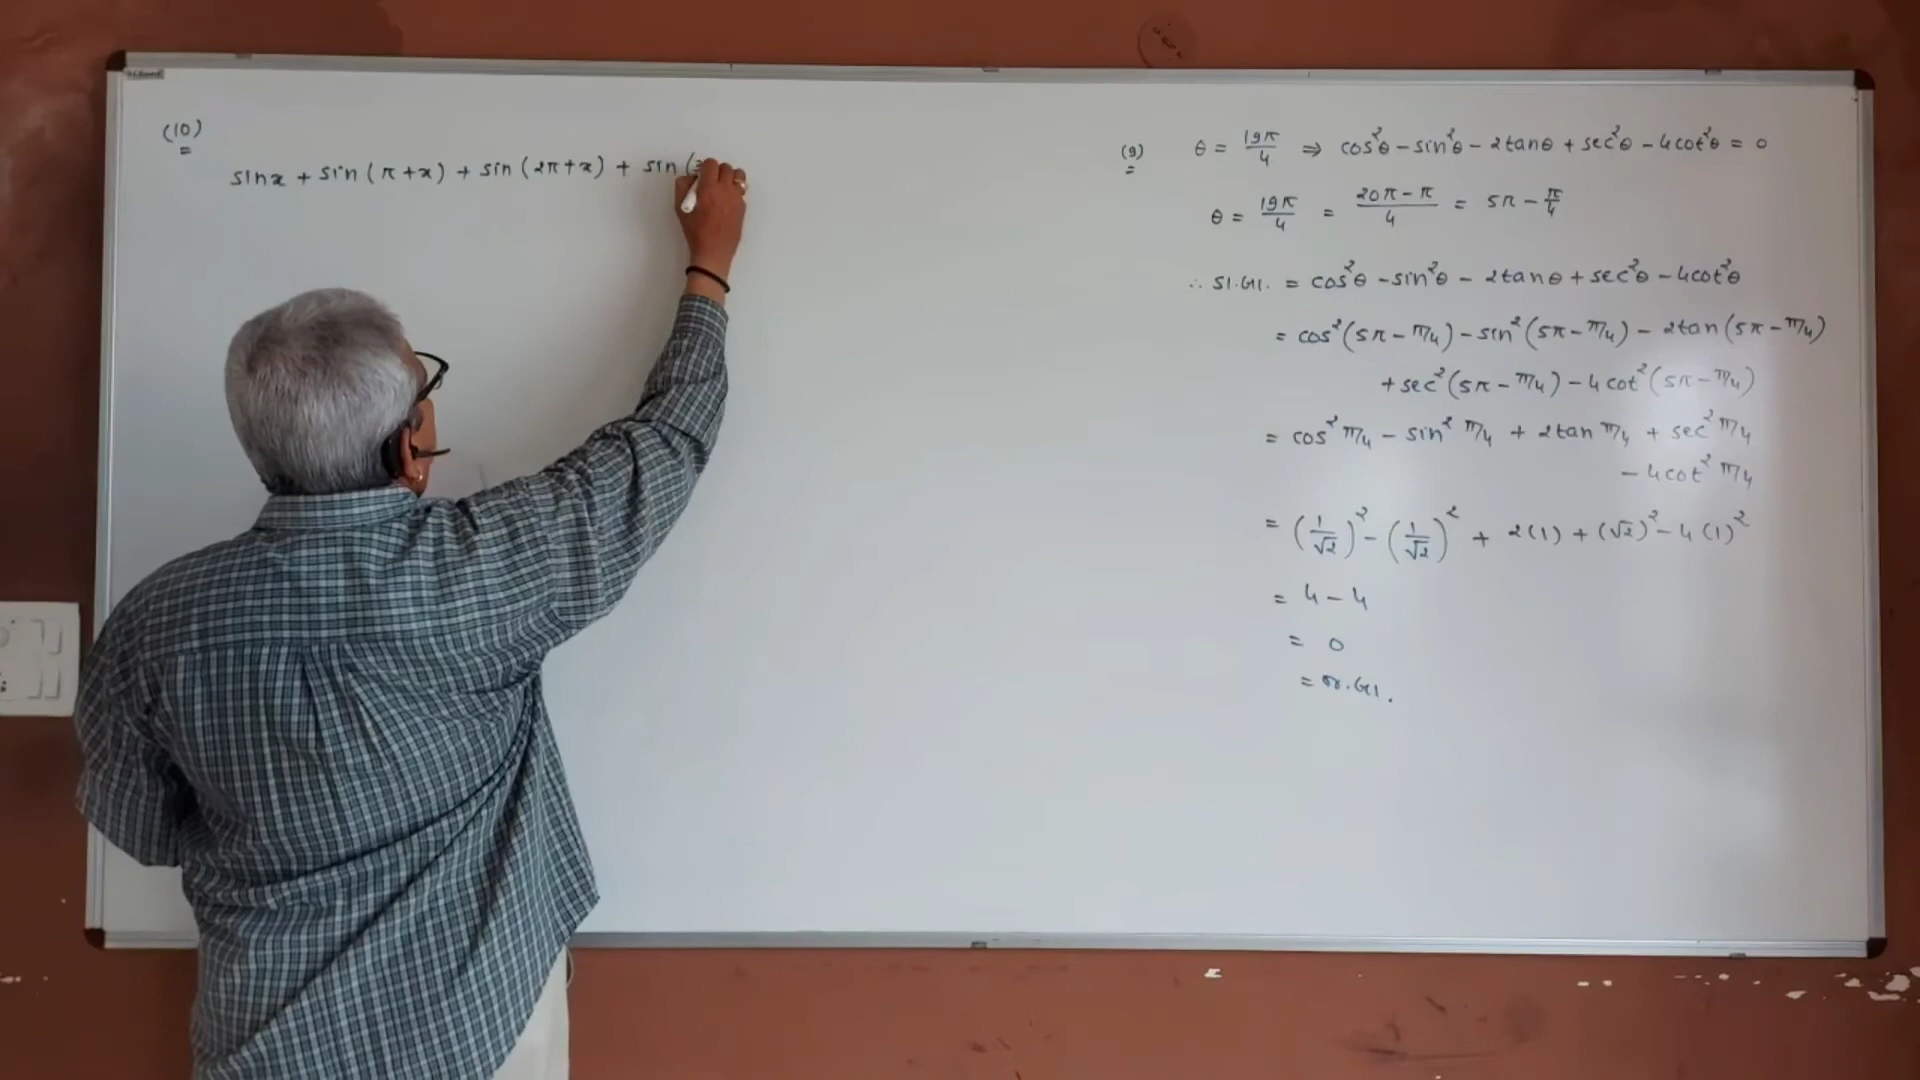 (10)
sinx + sin (π+x) + sin (2π+x) + sin (
(9) θ = 19π/4 ⇒ cos²θ - sin²θ - 2tanθ + sec²θ - 4cot²θ = 0
θ = 19π/4 = 20π - π/4 = 5π - π/4
∴ ડા.બા. = cos²θ - sin²θ - 2tanθ + sec²θ - 4cot²θ
= cos²(5π - π/4) - sin²(5π - π/4) - 2tan(5π - π/4)
+ sec²(5π - π/4) - 4cot²(5π - π/4)
= cos² π/4 - sin² π/4 + 2tan π/4 + sec² π/4
- 4cot² π/4
= (1/√2)² - (1/√2)² + 2(1) + (√2)² - 4(1)²
= 4 - 4
= 0
= જ.બા.